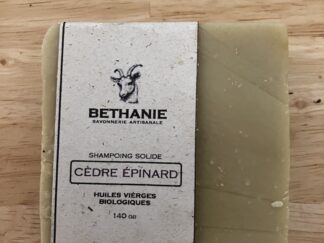 BETHANIE
SAVONNERIE ARTISANALE
SHAMPOING SOLIDE
CÈDRE ÉPINARD
HUILES VIERGES
BIOLOGIQUES
140 GR